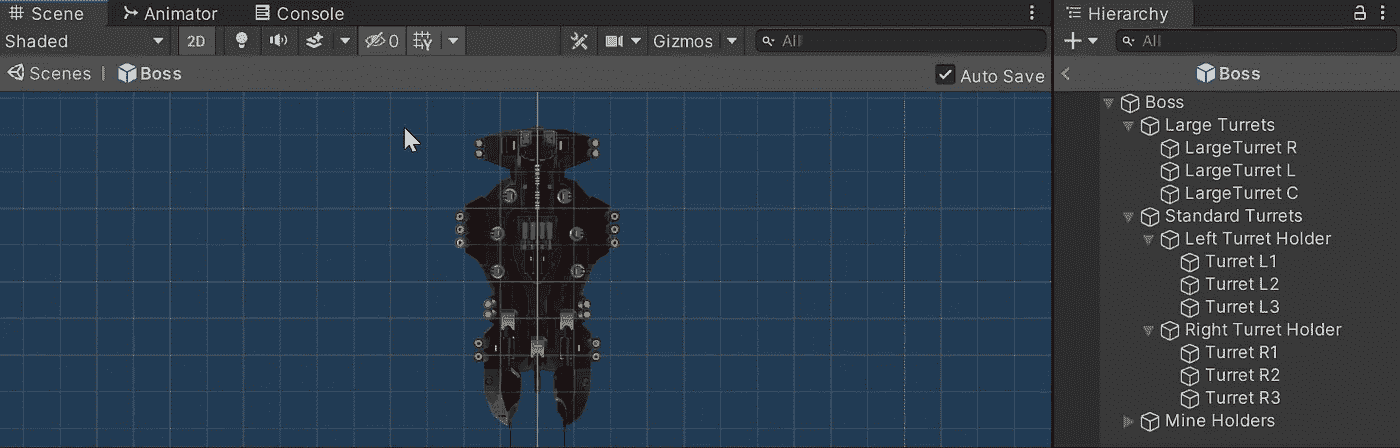 Scene Animator Console
Hierarchy
Shaded 2D 0 Gizmos All
All
Scenes | Boss Auto Save
Boss
Boss
Large Turrets
LargeTurret R
LargeTurret L
LargeTurret C
Standard Turrets
Left Turret Holder
Turret L1
Turret L2
Turret L3
Right Turret Holder
Turret R1
Turret R2
Turret R3
Mine Holders